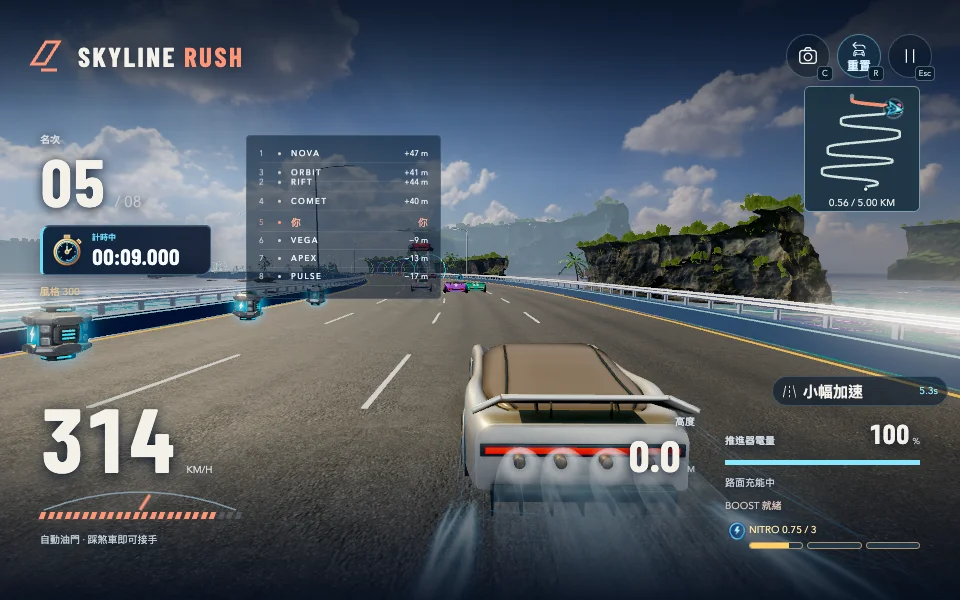 SKYLINE RUSH
重置
C
R
Esc
0.56 / 5.00 KM
名次
05 / 08
計時中
00:09.000
風格 300
1 • NOVA +47 m
3 • ORBIT +41 m
2 • RIFT +44 m
4 • COMET +40 m
5 • 你 你
6 • VEGA −9 m
7 • APEX −13 m
8 • PULSE −17 m
小幅加速 5.3s
314 KM/H
自動油門 · 踩煞車即可接手
高度
0.0 M
推進器電量 100 %
路面充能中
BOOST 就緒
NITRO 0.75 / 3